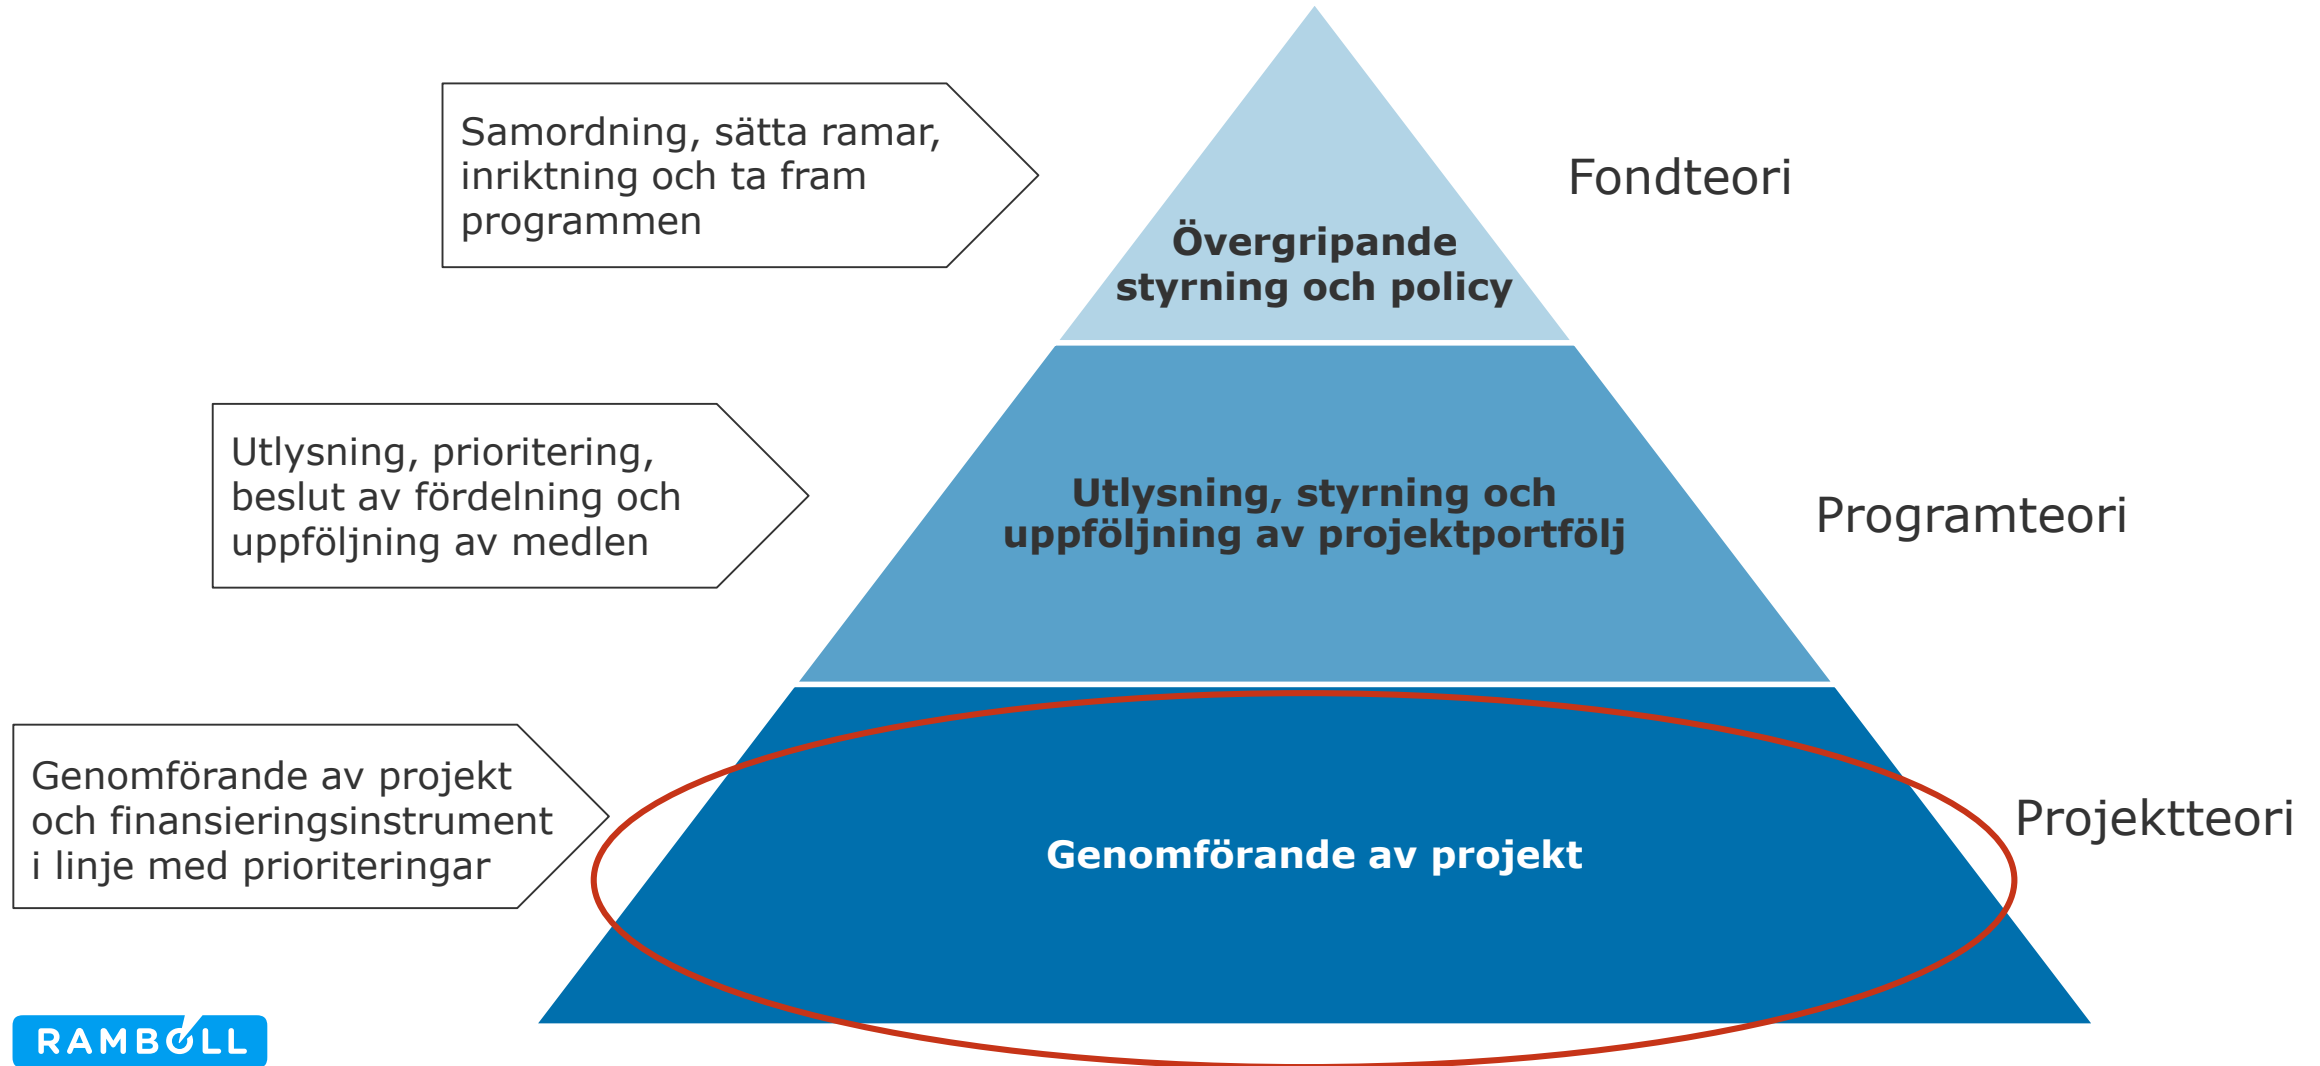 Samordning, sätta ramar,
inriktning och ta fram
programmen
Övergripande
styrning och policy
Fondteori
Utlysning, prioritering,
beslut av fördelning och
uppföljning av medlen
Utlysning, styrning och
uppföljning av projektportfölj
Programteori
Genomförande av projekt
och finansieringsinstrument
i linje med prioriteringar
Genomförande av projekt
Projektteori
RAMBØLL